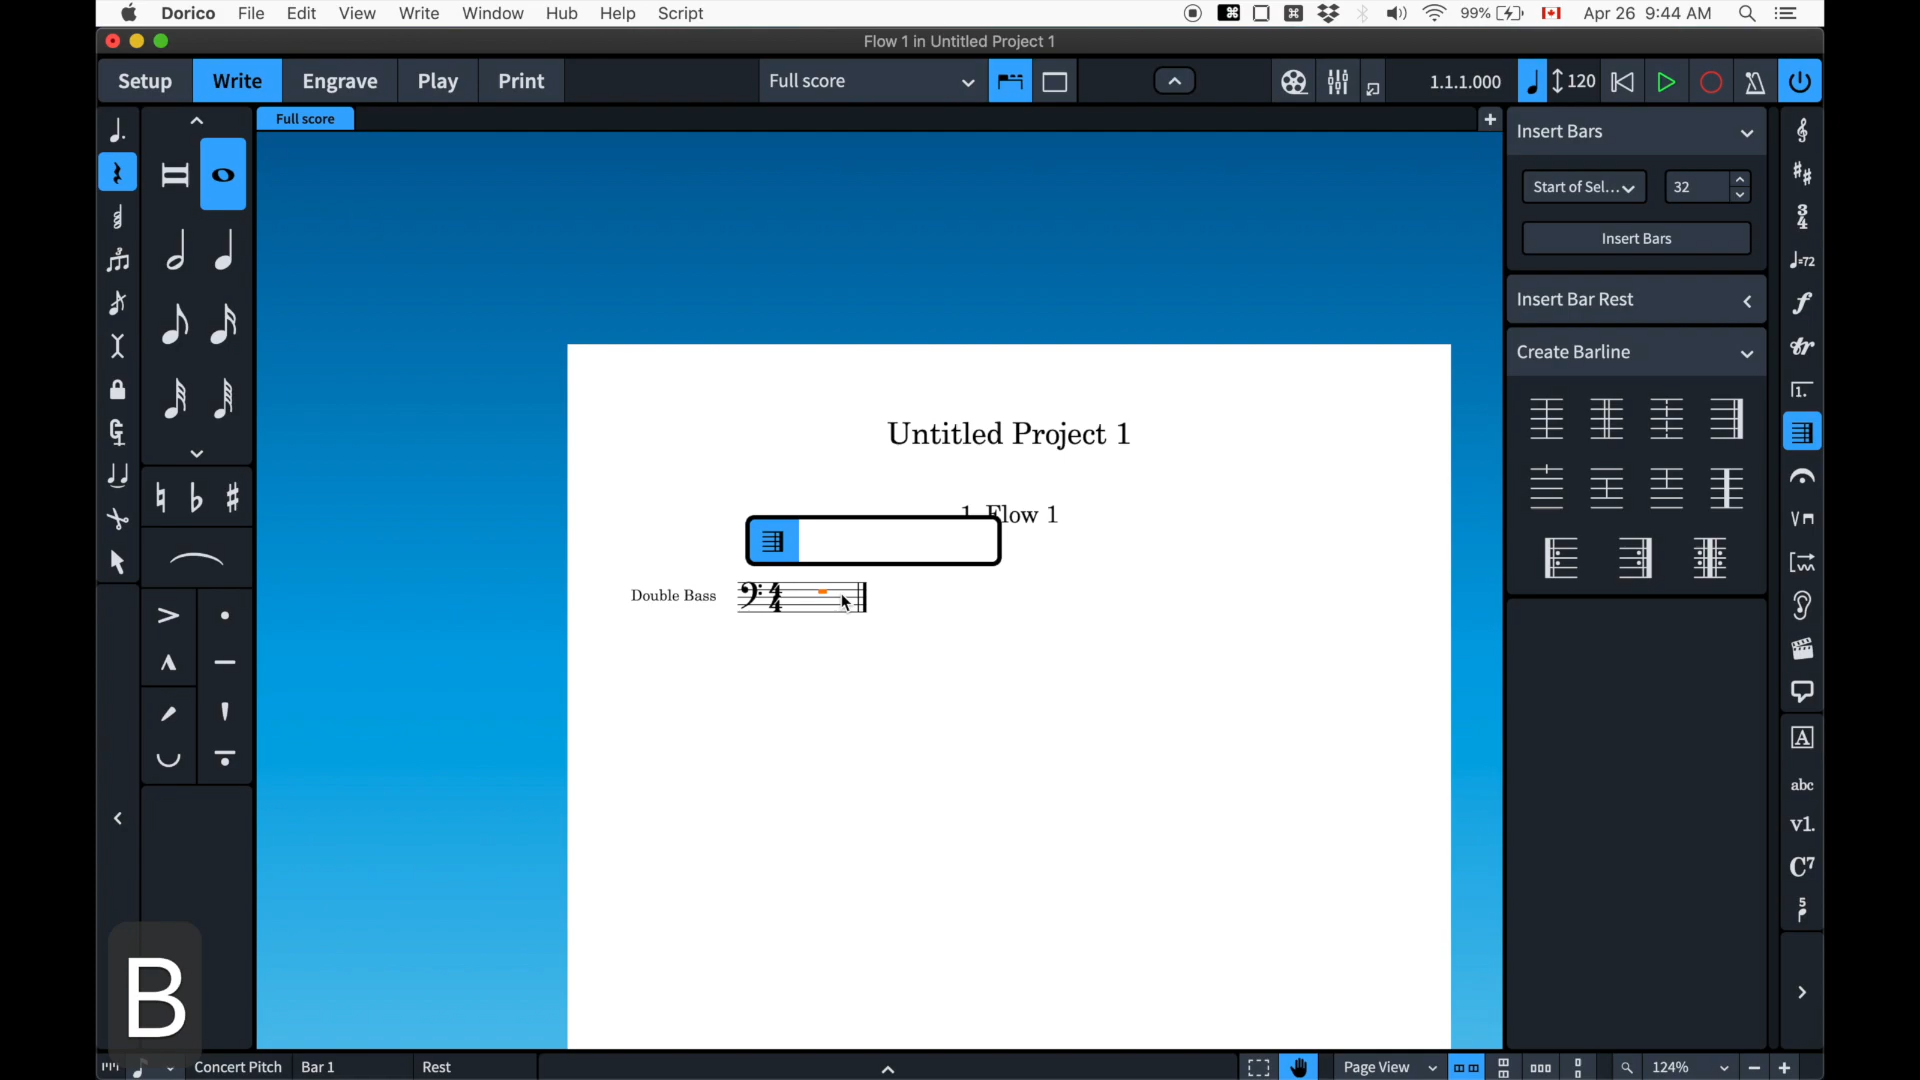 Dorico File Edit View Write Window Hub Help Script 99% Apr 26 9:44 AM
Flow 1 in Untitled Project 1
Setup Write Engrave Play Print Full score 1.1.1.000 120
Full score
Insert Bars
Start of Sel... 32
Insert Bars
Insert Bar Rest
Create Barline
Untitled Project 1
1. Flow 1
Double Bass
=72
1.
A
abc
v1.
C7
5
B
Concert Pitch Bar 1 Rest Page View 124%